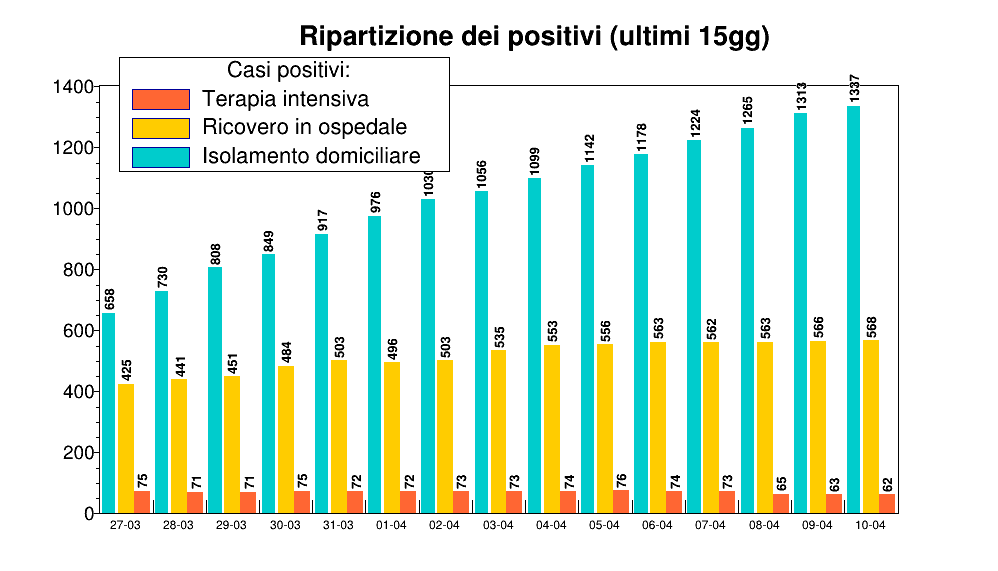 Ripartizione dei positivi (ultimi 15gg)
Casi positivi:
Terapia intensiva
Ricovero in ospedale
Isolamento domiciliare
1400
1200
1000
800
600
400
200
0
658 730 808 849 917 976 1030 1056 1099 1142 1178 1224 1265 1313 1337
425 441 451 484 503 496 503 535 553 556 563 562 563 566 568
75 71 71 75 72 72 73 73 74 76 74 73 65 63 62
27-03 28-03 29-03 30-03 31-03 01-04 02-04 03-04 04-04 05-04 06-04 07-04 08-04 09-04 10-04